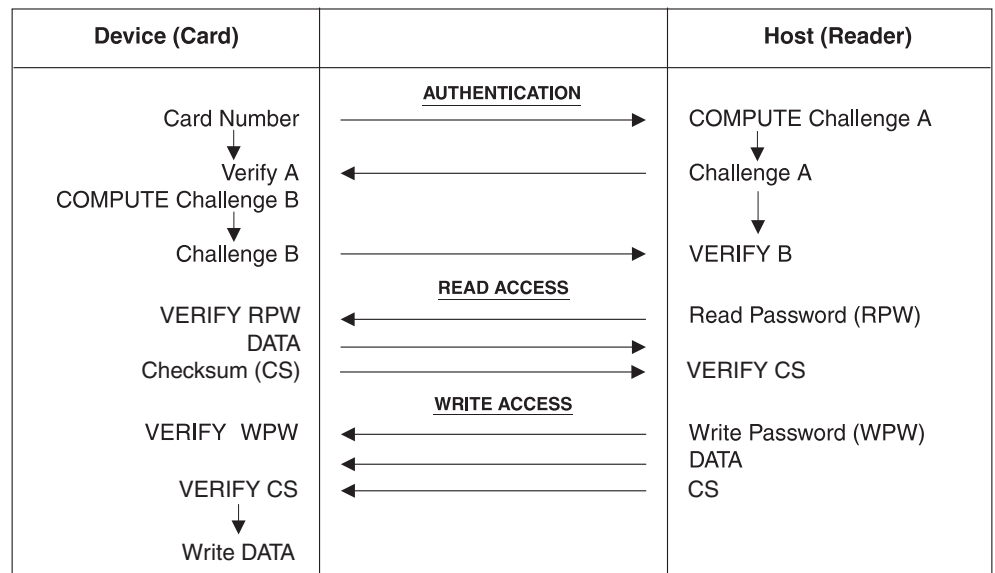 Device (Card) Host (Reader)
AUTHENTICATION
Card Number COMPUTE Challenge A
Verify A Challenge A
COMPUTE Challenge B
Challenge B VERIFY B
READ ACCESS
VERIFY RPW Read Password (RPW)
DATA
Checksum (CS) VERIFY CS
WRITE ACCESS
VERIFY WPW Write Password (WPW)
DATA
VERIFY CS CS
Write DATA